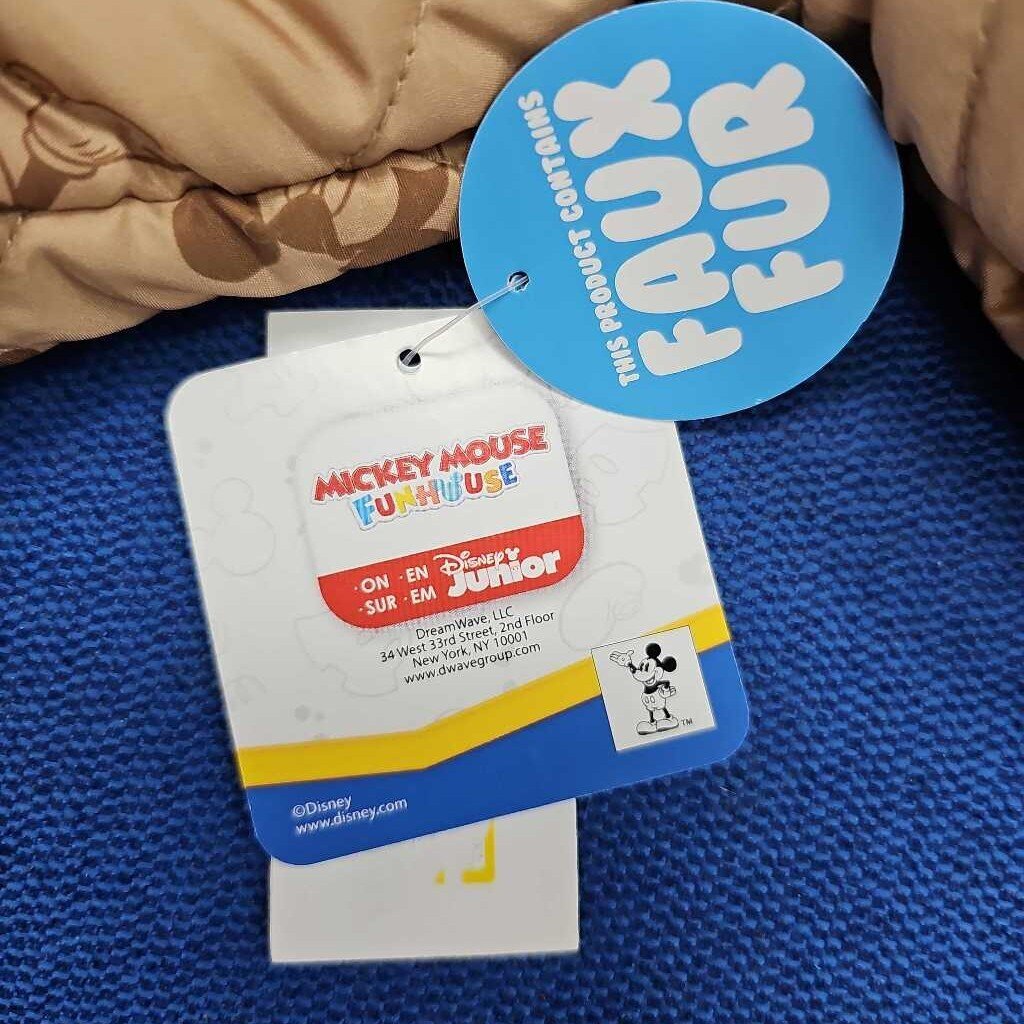 THIS PRODUCT CONTAINS
FAUX
FUR
MICKEY MOUSE
FUNHOUSE
·ON ·EN Disney
·SUR ·EM Junior
DreamWave, LLC
34 West 33rd Street, 2nd Floor
New York, NY 10001
www.dwavegroup.com
TM
©Disney
www.disney.com